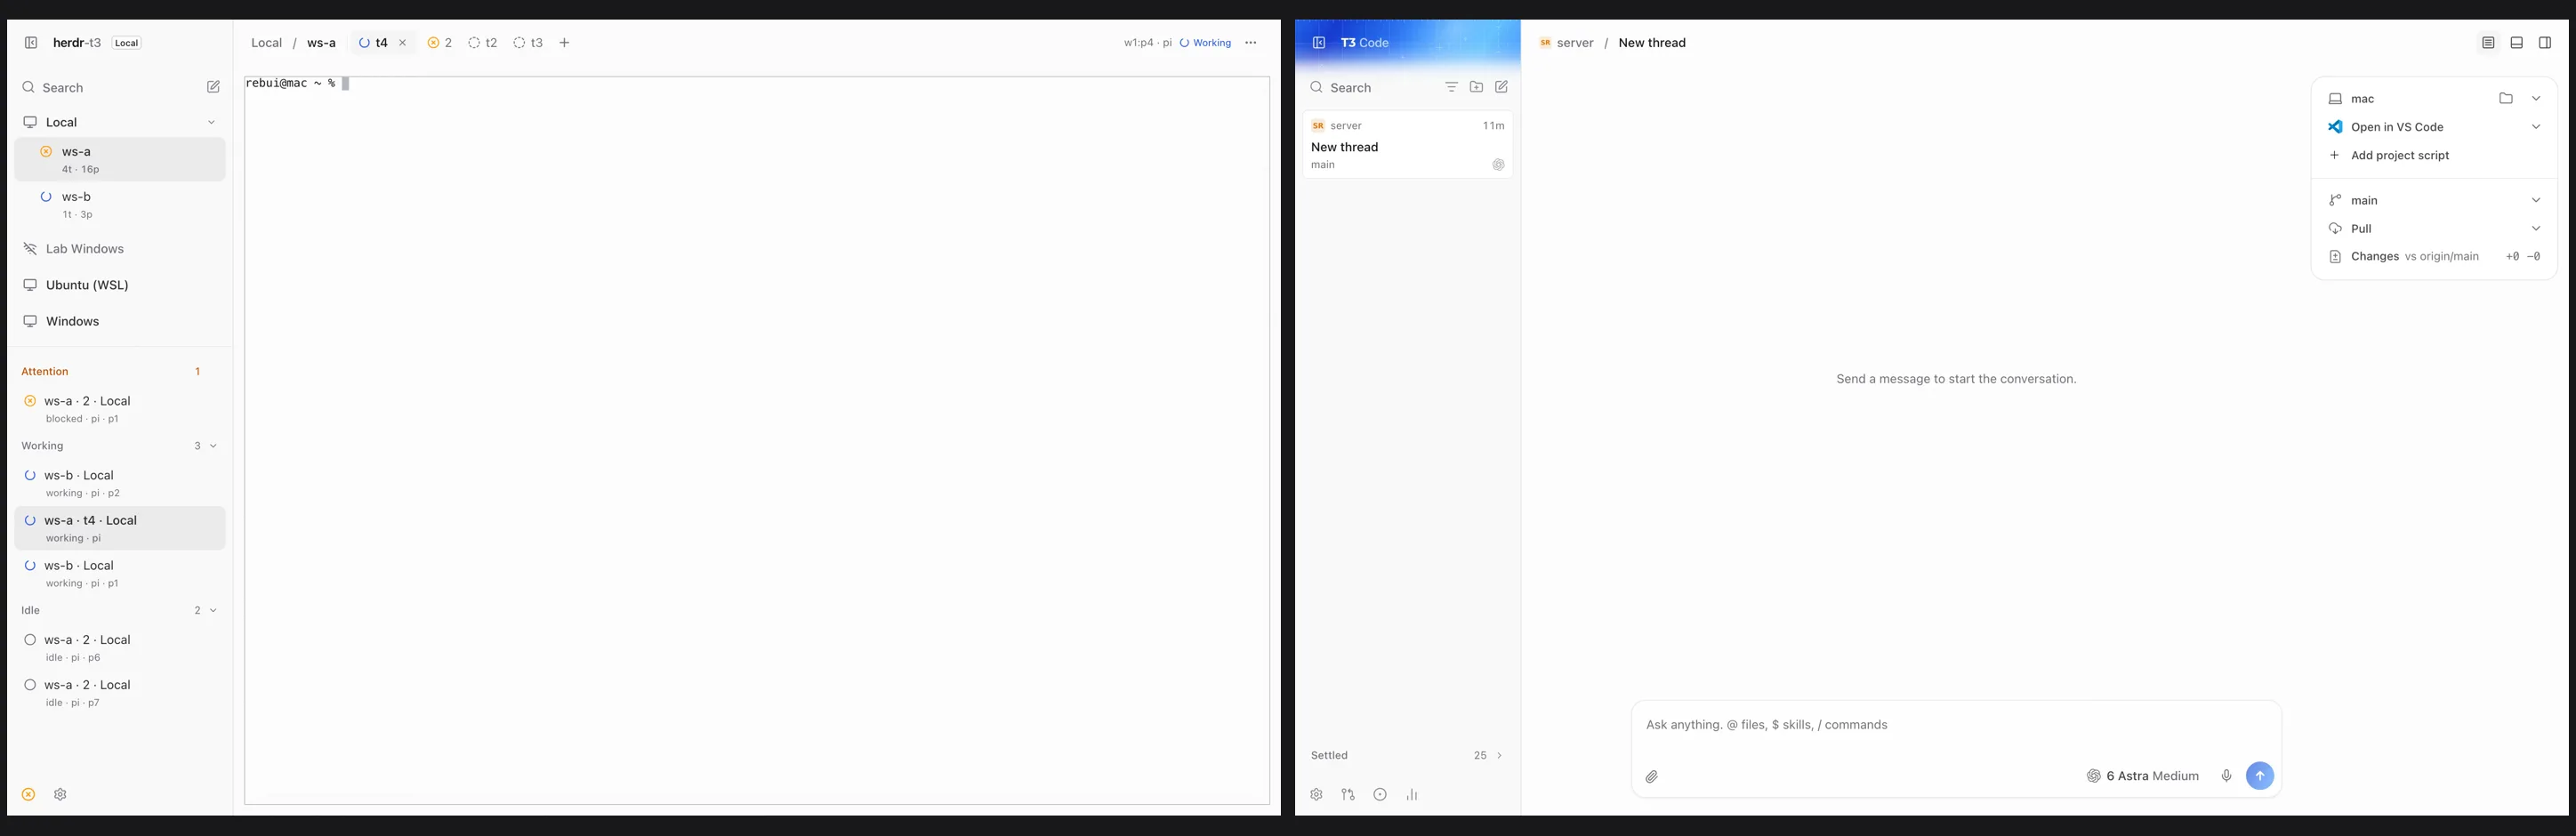 herdr-t3 Local
Search
Local
ws-a
4t · 16p
ws-b
1t · 3p
Lab Windows
Ubuntu (WSL)
Windows
Attention 1
ws-a · 2 · Local
blocked · pi · p1
Working 3
ws-b · Local
working · pi · p2
ws-a · t4 · Local
working · pi
ws-b · Local
working · pi · p1
Idle 2
ws-a · 2 · Local
idle · pi · p6
ws-a · 2 · Local
idle · pi · p7
Local / ws-a t4 × 2 t2 t3 +
w1:p4 · pi Working ···
rebui@mac ~ %
T3 Code
Search
SR server 11m
New thread
main
Settled 25
SR server / New thread
mac
Open in VS Code
+ Add project script
main
Pull
Changes vs origin/main +0 −0
Send a message to start the conversation.
Ask anything. @ files, $ skills, / commands
6 Astra Medium